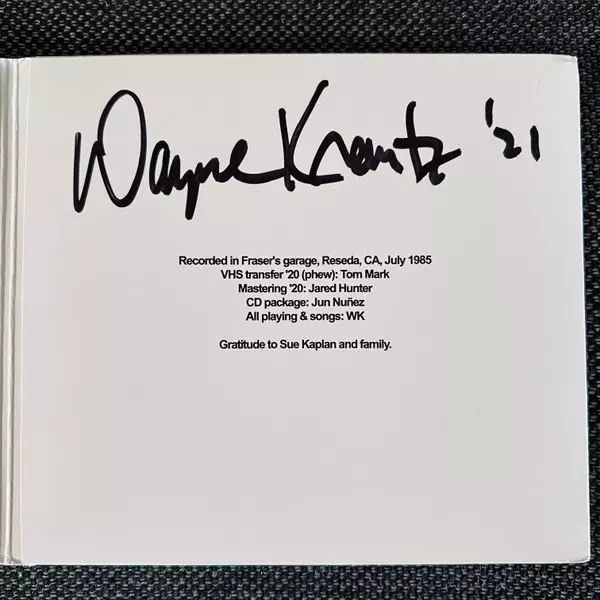 Wayne Krantz '21
Recorded in Fraser's garage, Reseda, CA, July 1985
VHS transfer '20 (phew): Tom Mark
Mastering '20: Jared Hunter
CD package: Jun Nuñez
All playing & songs: WK
Gratitude to Sue Kaplan and family.